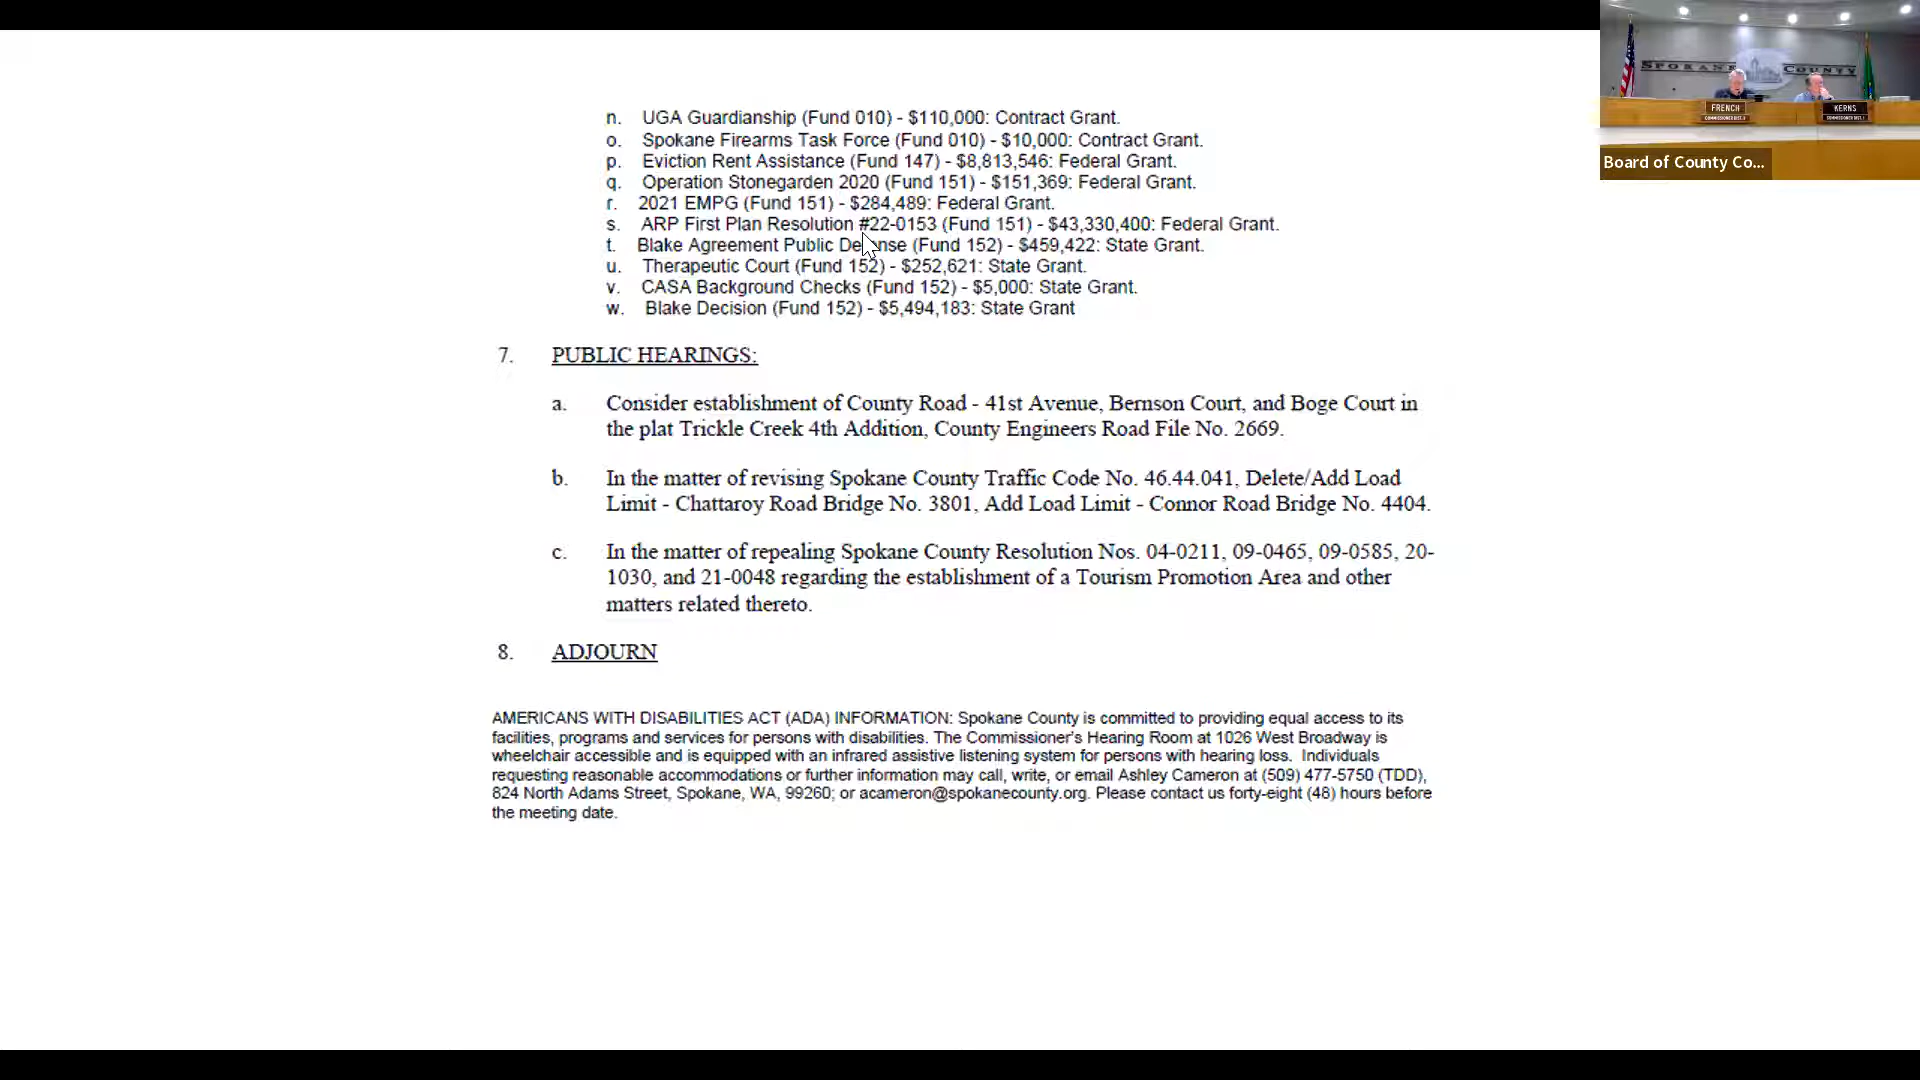 n. UGA Guardianship (Fund 010) - $110,000: Contract Grant.
o. Spokane Firearms Task Force (Fund 010) - $10,000: Contract Grant.
p. Eviction Rent Assistance (Fund 147) - $8,813,546: Federal Grant.
q. Operation Stonegarden 2020 (Fund 151) - $151,369: Federal Grant.
r. 2021 EMPG (Fund 151) - $284,489: Federal Grant.
s. ARP First Plan Resolution #22-0153 (Fund 151) - $43,330,400: Federal Grant.
t. Blake Agreement Public Defense (Fund 152) - $459,422: State Grant.
u. Therapeutic Court (Fund 152) - $252,621: State Grant.
v. CASA Background Checks (Fund 152) - $5,000: State Grant.
w. Blake Decision (Fund 152) - $5,494,183: State Grant
7. PUBLIC HEARINGS:
a. Consider establishment of County Road - 41st Avenue, Bernson Court, and Boge Court in
the plat Trickle Creek 4th Addition, County Engineers Road File No. 2669.
b. In the matter of revising Spokane County Traffic Code No. 46.44.041, Delete/Add Load
Limit - Chattaroy Road Bridge No. 3801, Add Load Limit - Connor Road Bridge No. 4404.
c. In the matter of repealing Spokane County Resolution Nos. 04-0211, 09-0465, 09-0585, 20-
1030, and 21-0048 regarding the establishment of a Tourism Promotion Area and other
matters related thereto.
8. ADJOURN
AMERICANS WITH DISABILITIES ACT (ADA) INFORMATION: Spokane County is committed to providing equal access to its
facilities, programs and services for persons with disabilities. The Commissioner's Hearing Room at 1026 West Broadway is
wheelchair accessible and is equipped with an infrared assistive listening system for persons with hearing loss. Individuals
requesting reasonable accommodations or further information may call, write, or email Ashley Cameron at (509) 477-5750 (TDD),
824 North Adams Street, Spokane, WA, 99260; or acameron@spokanecounty.org. Please contact us forty-eight (48) hours before
the meeting date.
SPOKANE COUNTY
FRENCH
KERNS
Board of County Co...